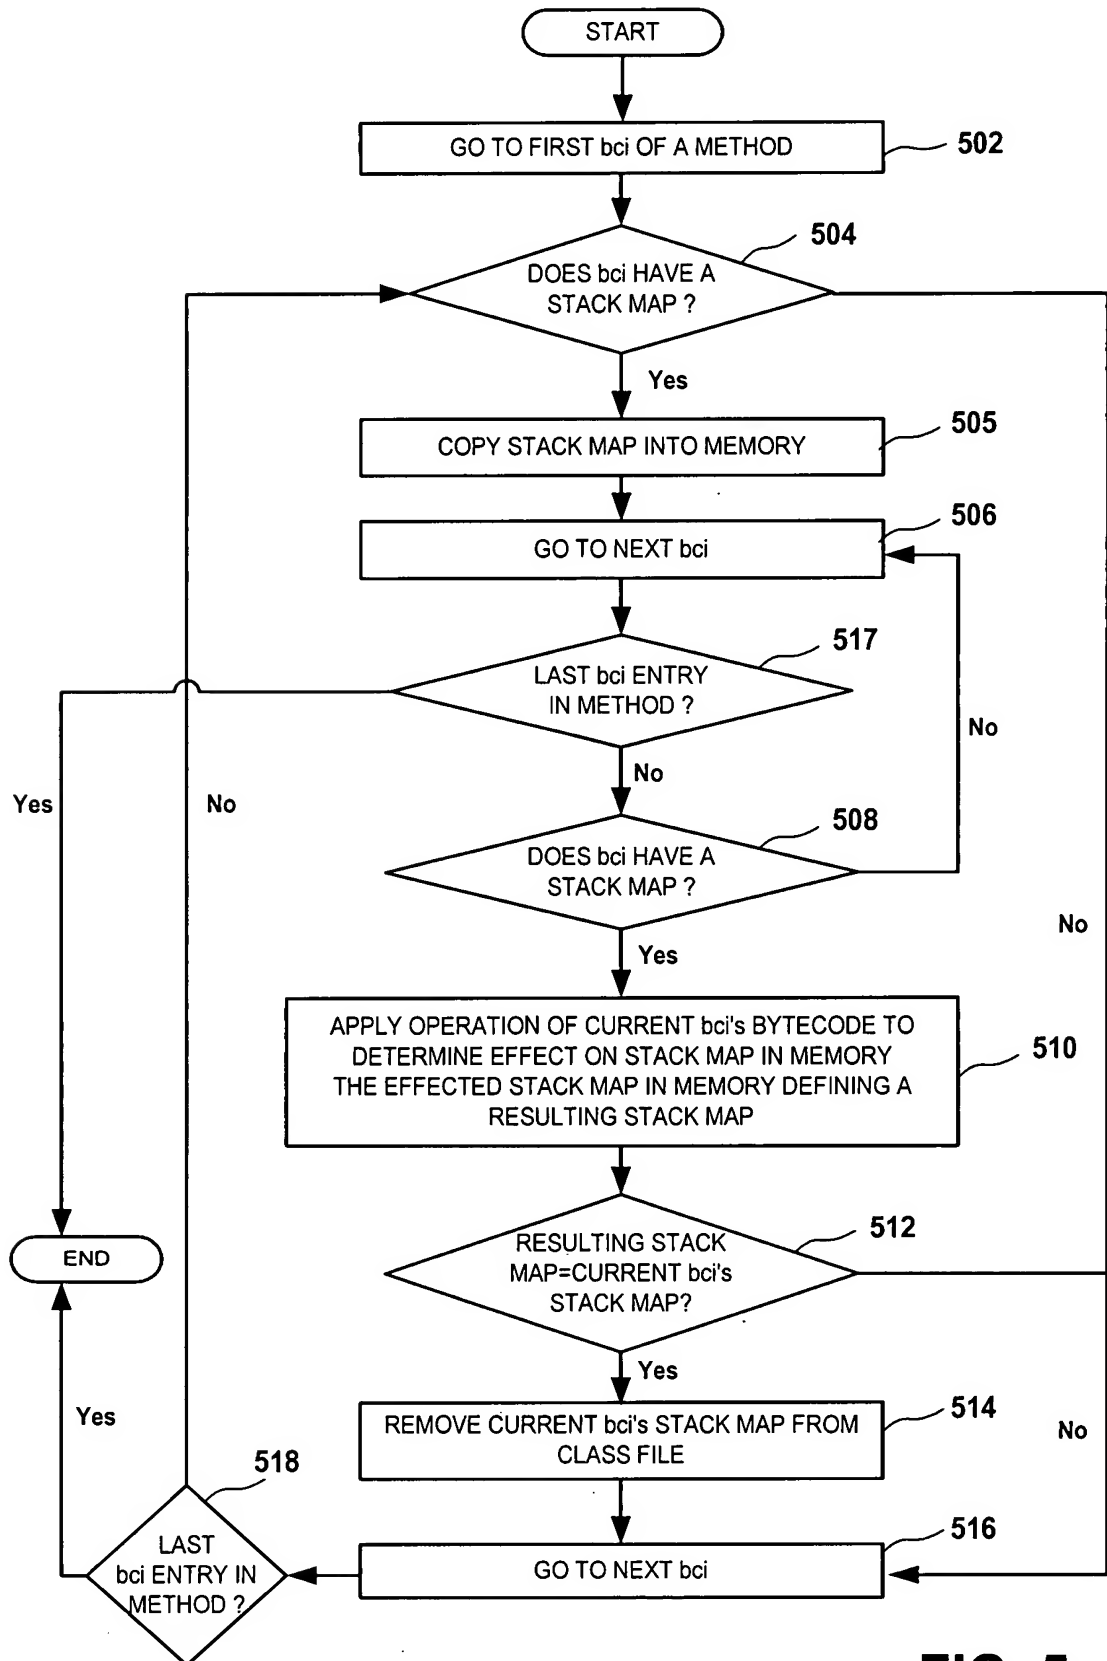 START
GO TO FIRST bci OF A METHOD
502
504
DOES bci HAVE A
STACK MAP ?
Yes
505
COPY STACK MAP INTO MEMORY
506
GO TO NEXT bci
517
LAST bci ENTRY
IN METHOD ?
No
No
Yes
No
508
DOES bci HAVE A
STACK MAP ?
No
Yes
APPLY OPERATION OF CURRENT bci'S BYTECODE TO
DETERMINE EFFECT ON STACK MAP IN MEMORY
THE EFFECTED STACK MAP IN MEMORY DEFINING A
RESULTING STACK MAP
510
512
RESULTING STACK
MAP=CURRENT bci's
STACK MAP?
END
Yes
Yes
REMOVE CURRENT bci's STACK MAP FROM
CLASS FILE
514
No
518
516
LAST
bci ENTRY IN
METHOD ?
GO TO NEXT bci